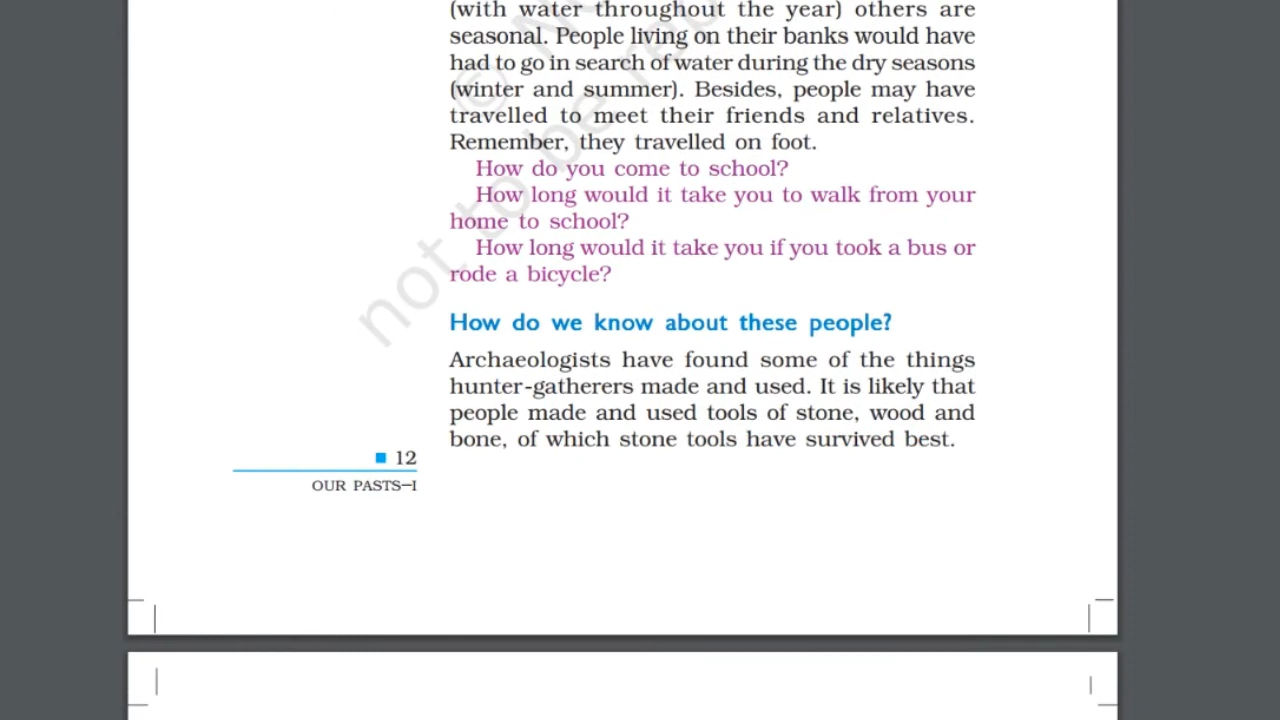 (with water throughout the year) others are
seasonal. People living on their banks would have
had to go in search of water during the dry seasons
(winter and summer). Besides, people may have
travelled to meet their friends and relatives.
Remember, they travelled on foot.
How do you come to school?
How long would it take you to walk from your
home to school?
How long would it take you if you took a bus or
rode a bicycle?
How do we know about these people?
Archaeologists have found some of the things
hunter-gatherers made and used. It is likely that
people made and used tools of stone, wood and
bone, of which stone tools have survived best.
■ 12
OUR PASTS–I
©
not to be